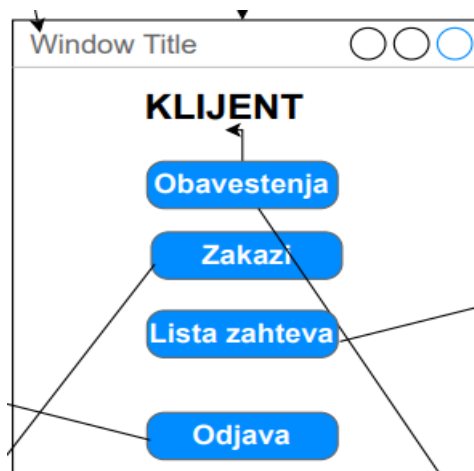 Window Title
KLIJENT
Obavestenja
Zakazi
Lista zahteva
Odjava